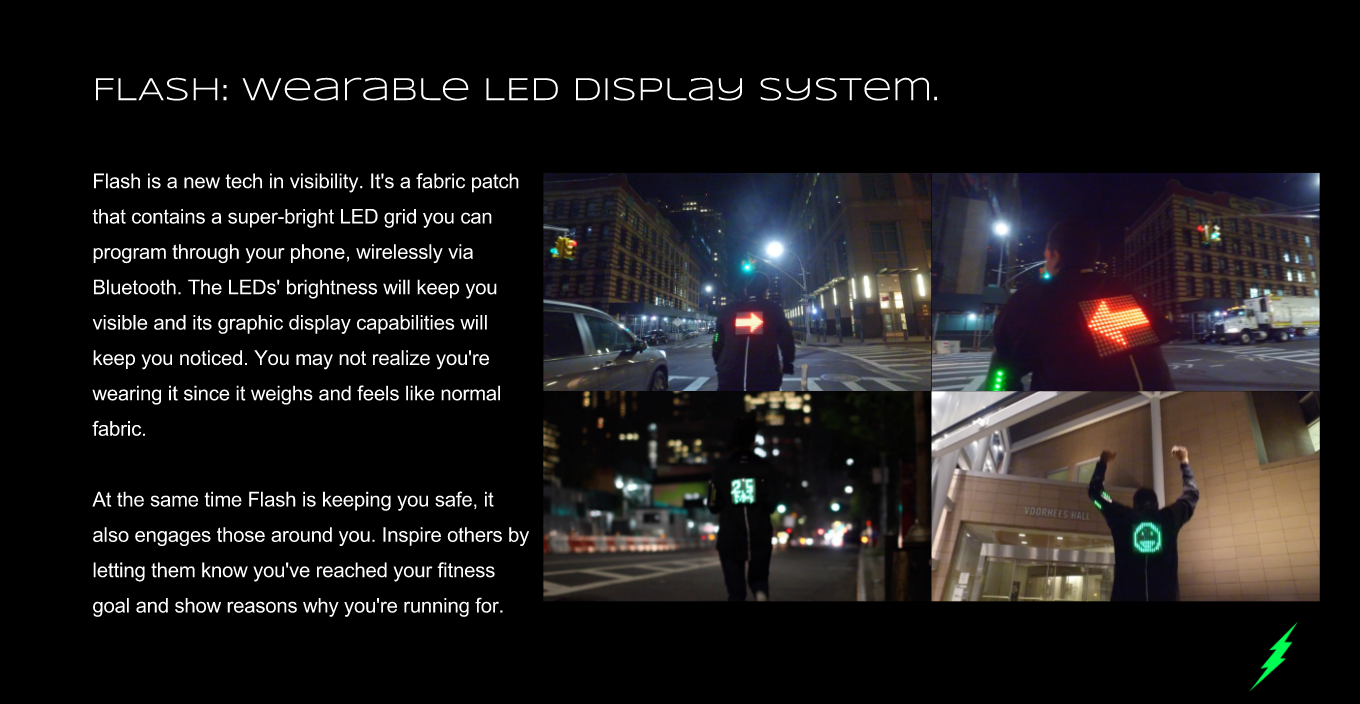 FLASH: Wearable LED Display System.
Flash is a new tech in visibility. It's a fabric patch
that contains a super-bright LED grid you can
program through your phone, wirelessly via
Bluetooth. The LEDs' brightness will keep you
visible and its graphic display capabilities will
keep you noticed. You may not realize you're
wearing it since it weighs and feels like normal
fabric.
At the same time Flash is keeping you safe, it
also engages those around you. Inspire others by
letting them know you've reached your fitness
goal and show reasons why you're running for.
VOORHEES HALL